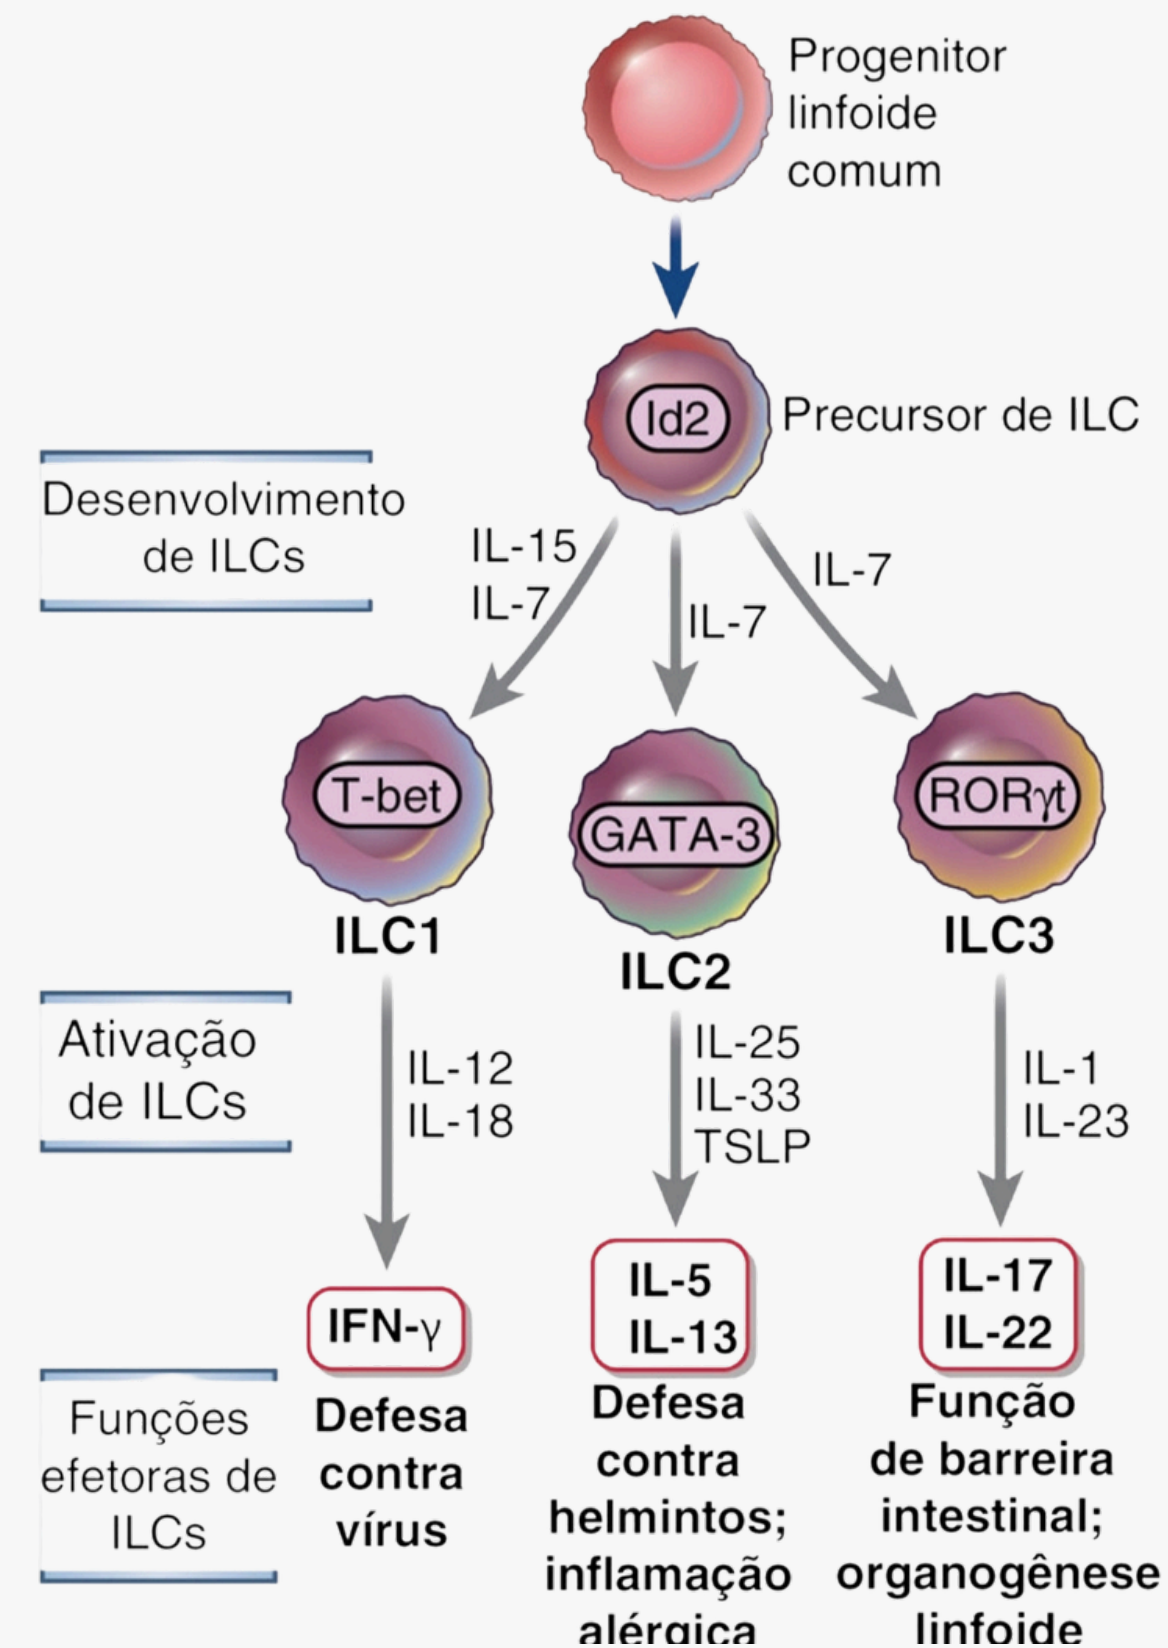 Progenitor
linfoide
comum
Id2
Precursor de ILC
Desenvolvimento
de ILCs
IL-15
IL-7
IL-7
IL-7
T-bet
GATA-3
RORγt
ILC1
ILC2
ILC3
Ativação
de ILCs
IL-12
IL-18
IL-25
IL-33
TSLP
IL-1
IL-23
IFN-γ
IL-5
IL-13
IL-17
IL-22
Funções
efetoras de
ILCs
Defesa
contra
vírus
Defesa
contra
helmintos;
inflamação
alérgica
Função
de barreira
intestinal;
organogênese
linfoide